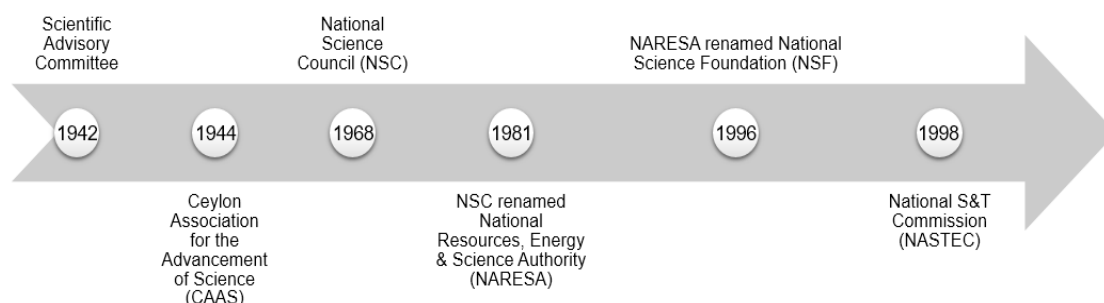 Scientific
Advisory
Committee
1942
1944
Ceylon
Association
for the
Advancement
of Science
(CAAS)
National
Science
Council (NSC)
1968
1981
NSC renamed
National
Resources, Energy
& Science Authority
(NARESA)
NARESA renamed National
Science Foundation (NSF)
1996
1998
National S&T
Commission
(NASTEC)